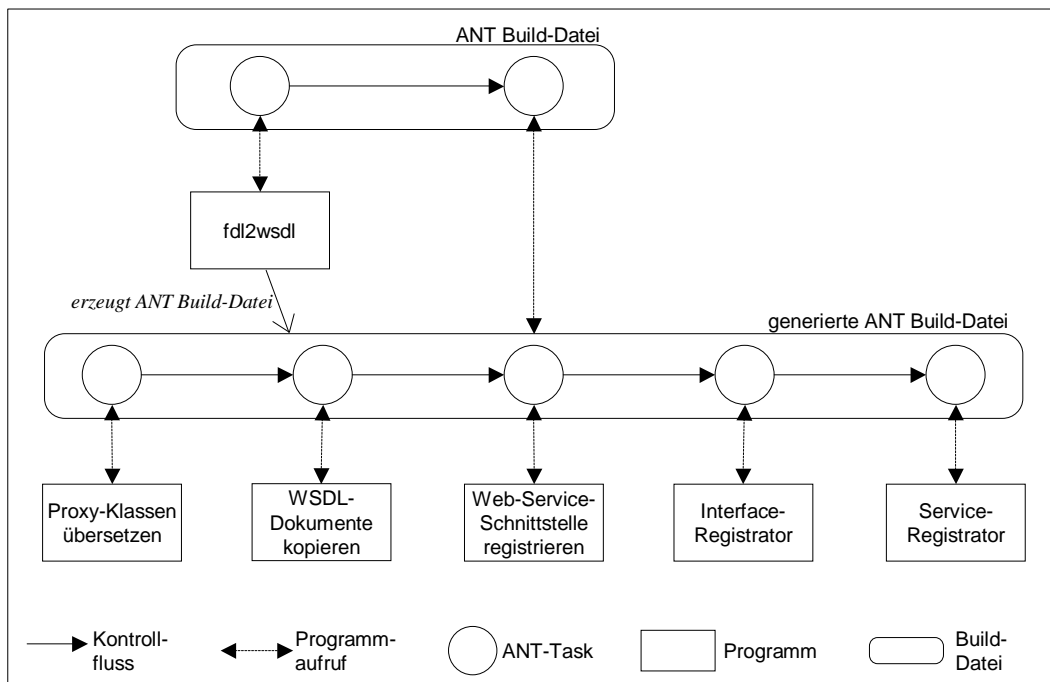 ANT Build-Datei
fdl2wsdl
erzeugt ANT Build-Datei
generierte ANT Build-Datei
Proxy-Klassen
übersetzen
WSDL-
Dokumente
kopieren
Web-Service-
Schnittstelle
registrieren
Interface-
Registrator
Service-
Registrator
Kontroll-
fluss
Programm-
aufruf
ANT-Task
Programm
Build-
Datei